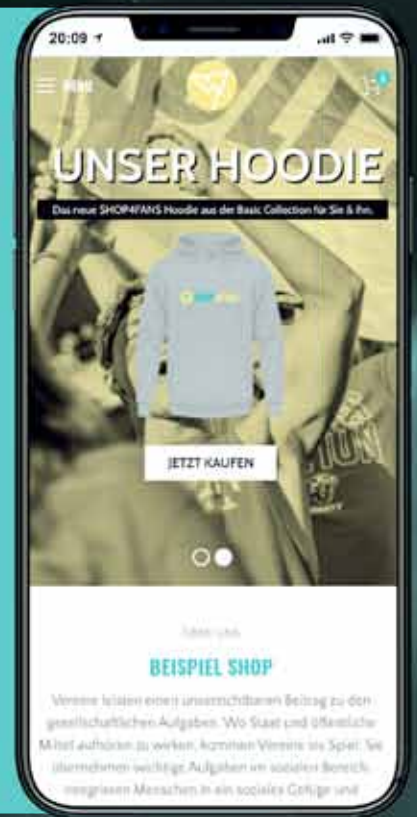 20:09
MENÜ
UNSER HOODIE
Das neue SHOP4FANS Hoodie aus der Basic Collection für Sie & Ihn.
JETZT KAUFEN
ÜBER UNS
BEISPIEL SHOP
Vereine leisten einen unverzichtbaren Beitrag zu den
gesellschaftlichen Aufgaben. Wo Staat und öffentliche
Mittel aufhören zu wirken, kommen Vereine ins Spiel. Sie
übernehmen wichtige Aufgaben im sozialen Bereich,
integrieren Menschen in ein soziales Gefüge und